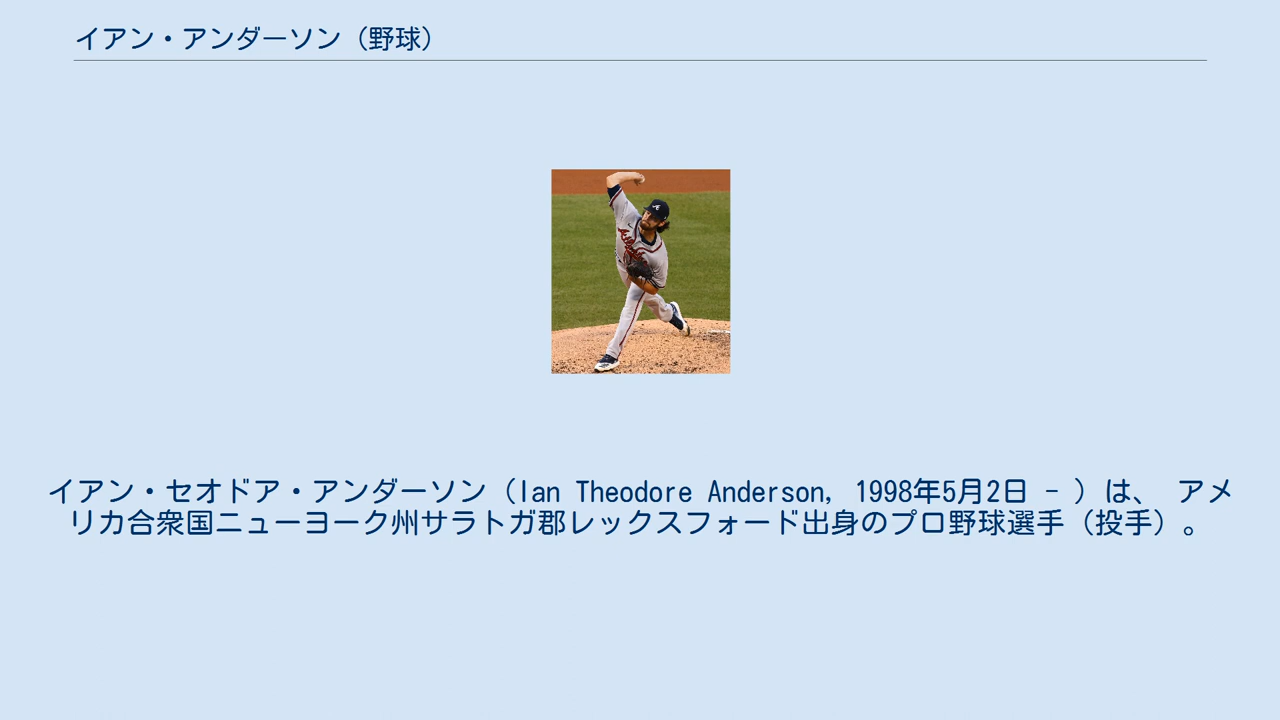 イアン・アンダーソン（野球）
イアン・セオドア・アンダーソン（Ian Theodore Anderson, 1998年5月2日 - ）は、 アメ
リカ合衆国ニューヨーク州サラトガ郡レックスフォード出身のプロ野球選手（投手）。